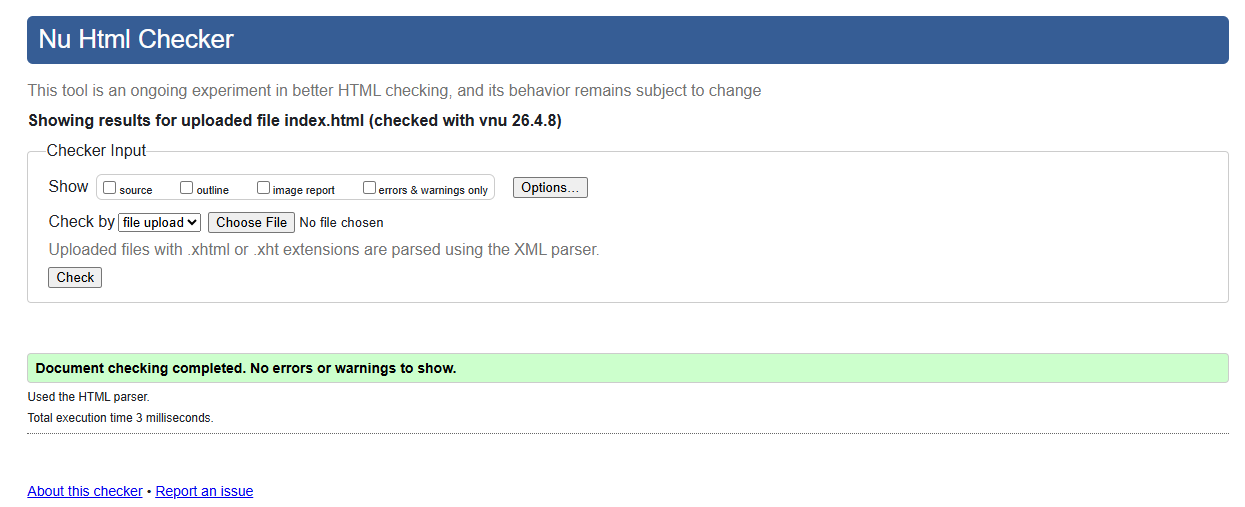 Nu Html Checker
This tool is an ongoing experiment in better HTML checking, and its behavior remains subject to change
Showing results for uploaded file index.html (checked with vnu 26.4.8)
Checker Input
Show source outline image report errors & warnings only Options...
Check by file upload Choose File No file chosen
Uploaded files with .xhtml or .xht extensions are parsed using the XML parser.
Check
Document checking completed. No errors or warnings to show.
Used the HTML parser.
Total execution time 3 milliseconds.
About this checker • Report an issue